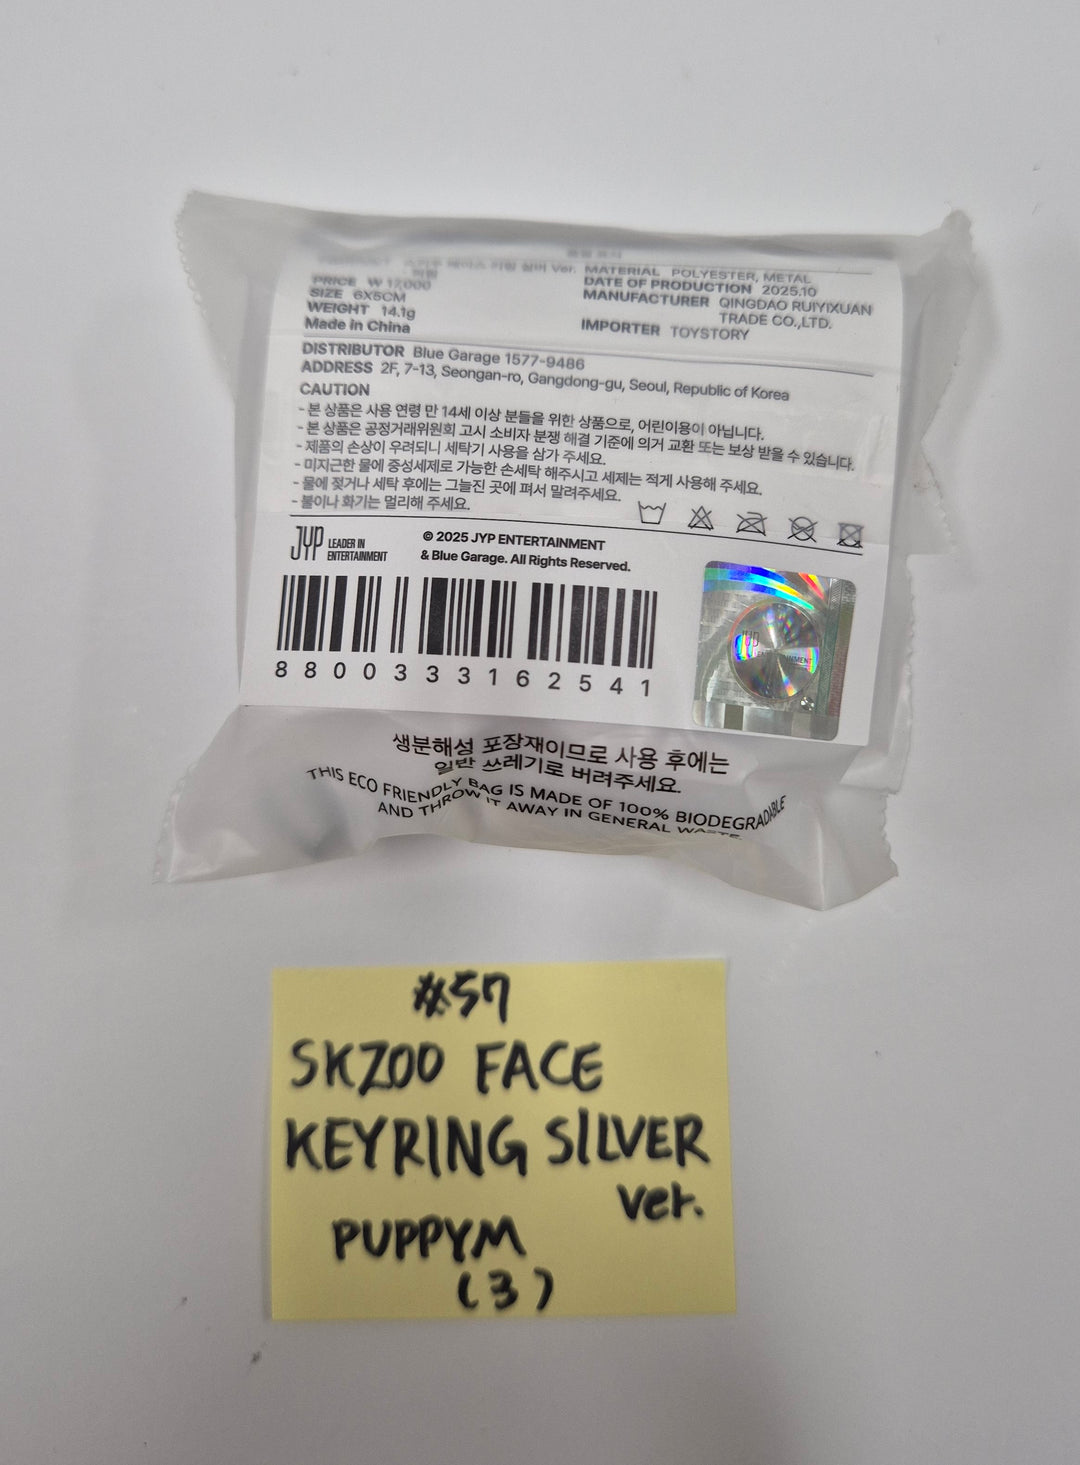 스키주 페이스 키링 실버 Ver.
PRICE ₩ 17,000
SIZE 6X5CM
WEIGHT 14.1g
Made in China
MATERIAL POLYESTER, METAL
DATE OF PRODUCTION 2025.10
MANUFACTURER QINGDAO RUIYIXUAN
TRADE CO.,LTD.
IMPORTER TOYSTORY
DISTRIBUTOR Blue Garage 1577-9486
ADDRESS 2F, 7-13, Seongan-ro, Gangdong-gu, Seoul, Republic of Korea
CAUTION
- 본 상품은 사용 연령 만 14세 이상 분들을 위한 상품으로, 어린이용이 아닙니다.
- 본 상품은 공정거래위원회 고시 소비자 분쟁 해결 기준에 의거 교환 또는 보상 받을 수 있습니다.
- 제품의 손상이 우려되니 세탁기 사용을 삼가 주세요.
- 미지근한 물에 중성세제로 가능한 손세탁 해주시고 세제는 적게 사용해 주세요.
- 물에 젖거나 세탁 후에는 그늘진 곳에 펴서 말려주세요.
- 불이나 화기는 멀리해 주세요.
JYP LEADER IN
ENTERTAINMENT
© 2025 JYP ENTERTAINMENT
& Blue Garage. All Rights Reserved.
8800333162541
생분해성 포장재이므로 사용 후에는
일반 쓰레기로 버려주세요.
THIS ECO FRIENDLY BAG IS MADE OF 100% BIODEGRADABLE
AND THROW IT AWAY IN GENERAL WASTE
#57
SKZOO FACE
KEYRING SILVER
ver.
PUPPYM
(3)